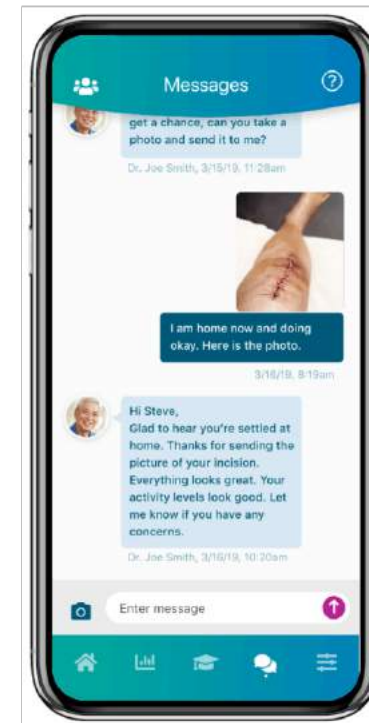 Messages
get a chance, can you take a
photo and send it to me?
Dr. Joe Smith, 3/15/19, 11:28am
I am home now and doing
okay. Here is the photo.
3/16/19, 8:19am
Hi Steve,
Glad to hear you're settled at
home. Thanks for sending the
picture of your incision.
Everything looks great. Your
activity levels look good. Let
me know if you have any
concerns.
Dr. Joe Smith, 3/16/19, 10:20am
Enter message